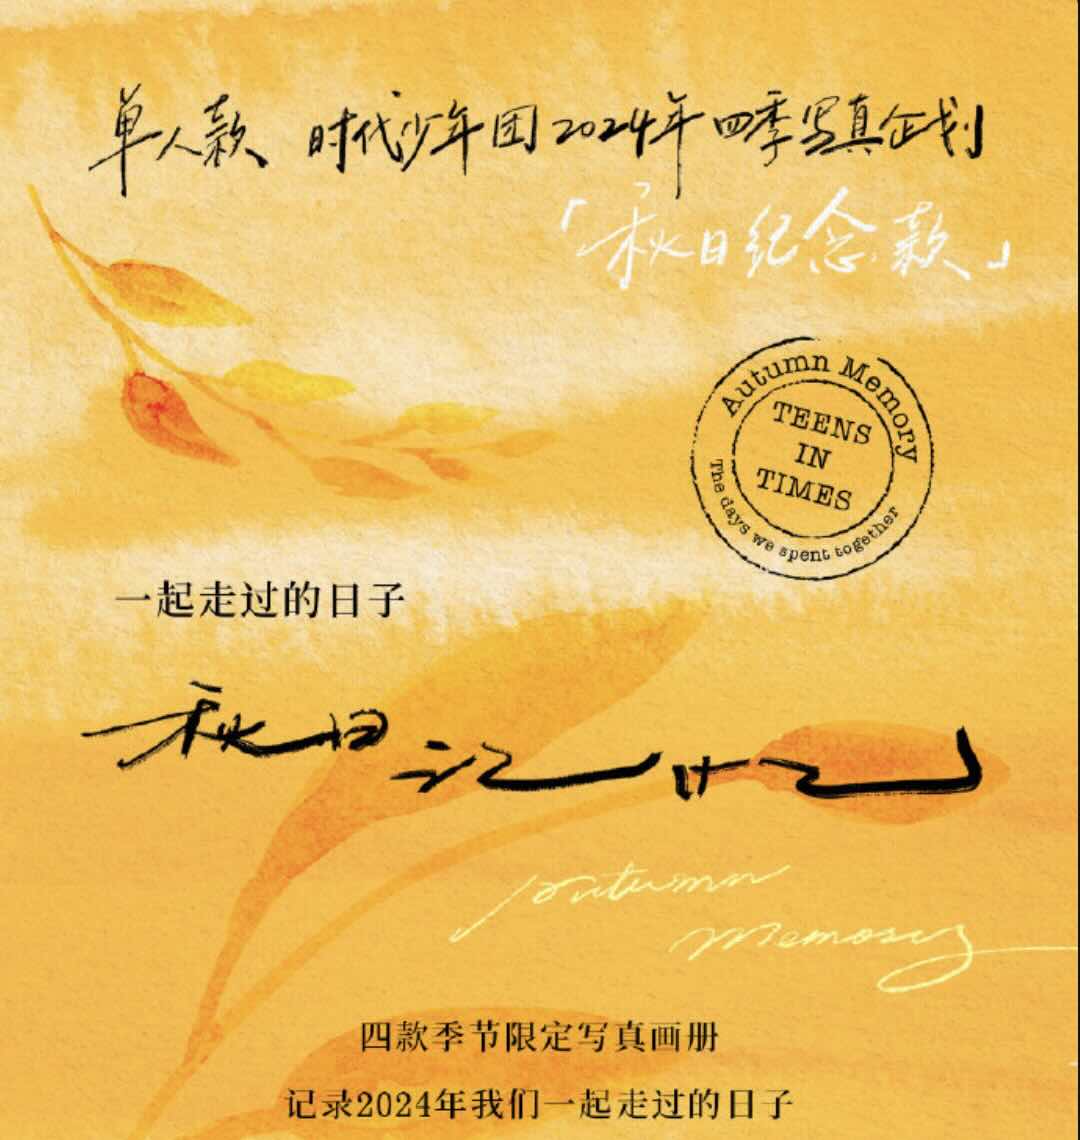 单人款 时代少年团2024年四季写真企划
「秋日纪念款」
Autumn Memory
TEENS
IN
TIMES
The days we spent together
一起走过的日子
秋日记忆
Autumn
Memory
四款季节限定写真画册
记录2024年我们一起走过的日子